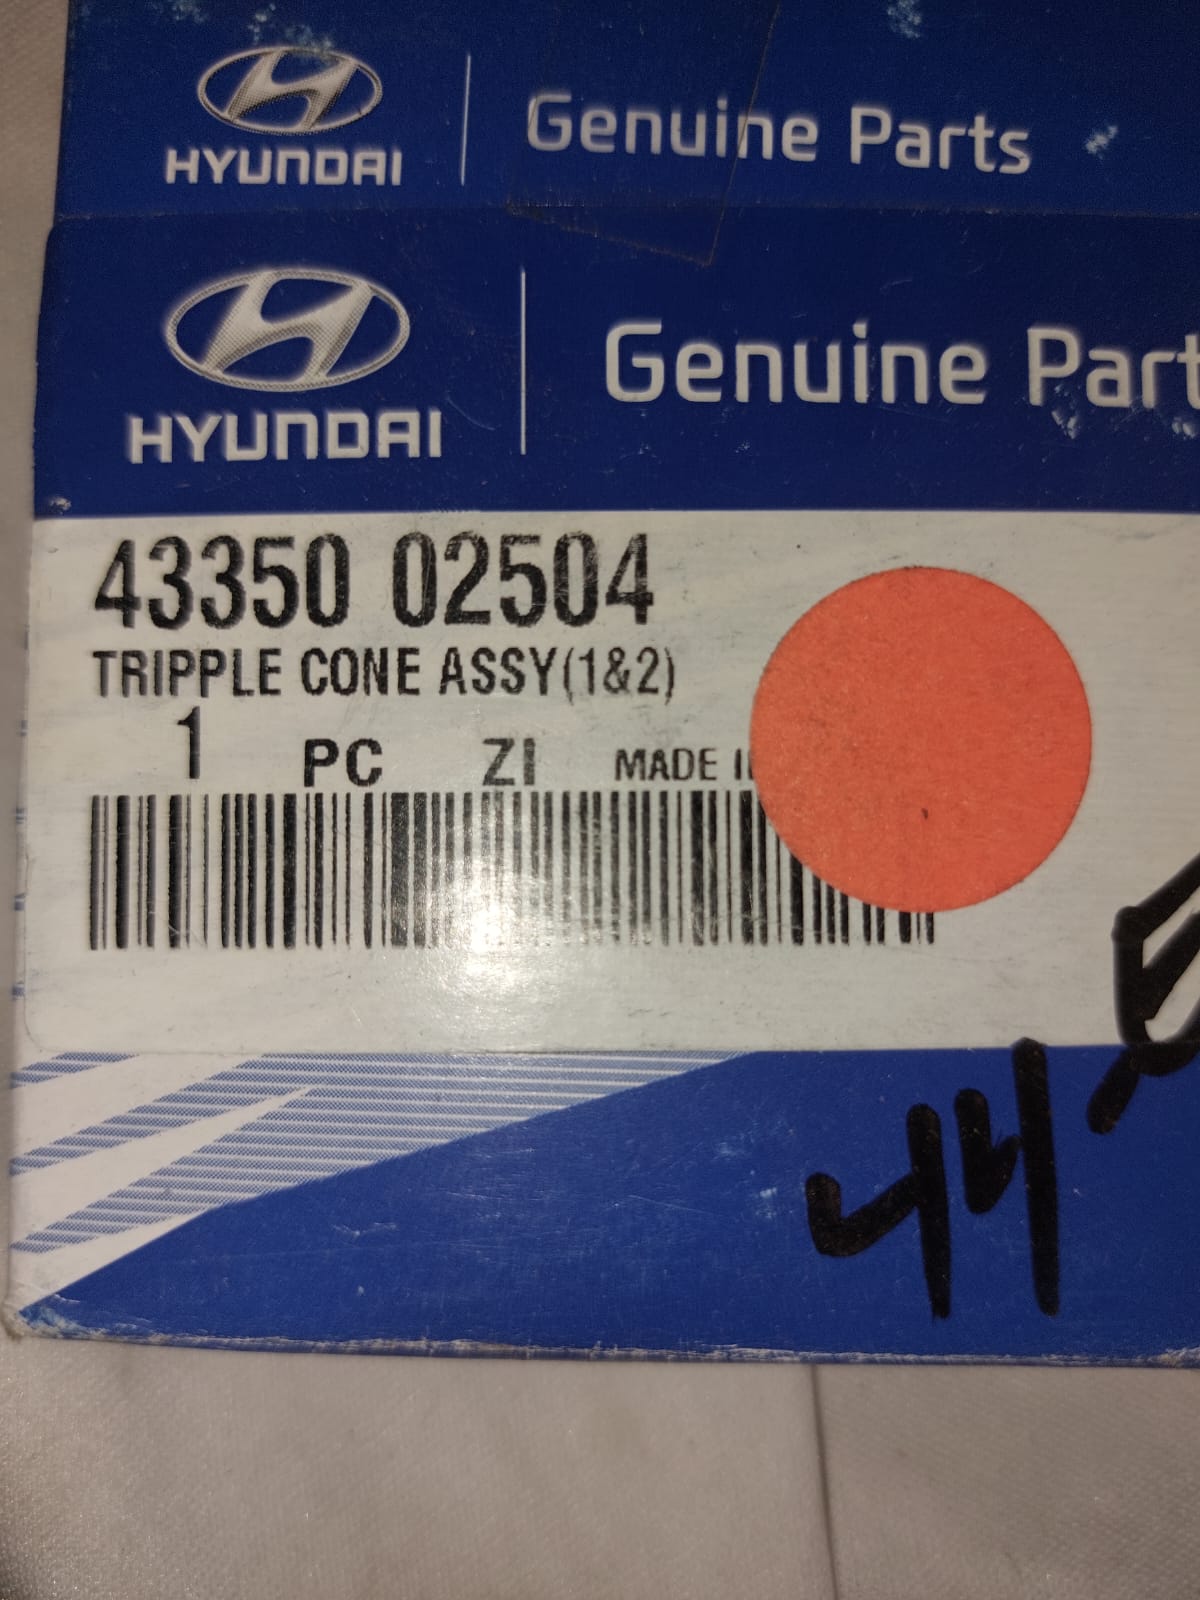 HYUNDAI Genuine Parts
HYUNDAI Genuine Part
43350 02504
TRIPPLE CONE ASSY(1&2)
1 PC ZI MADE I